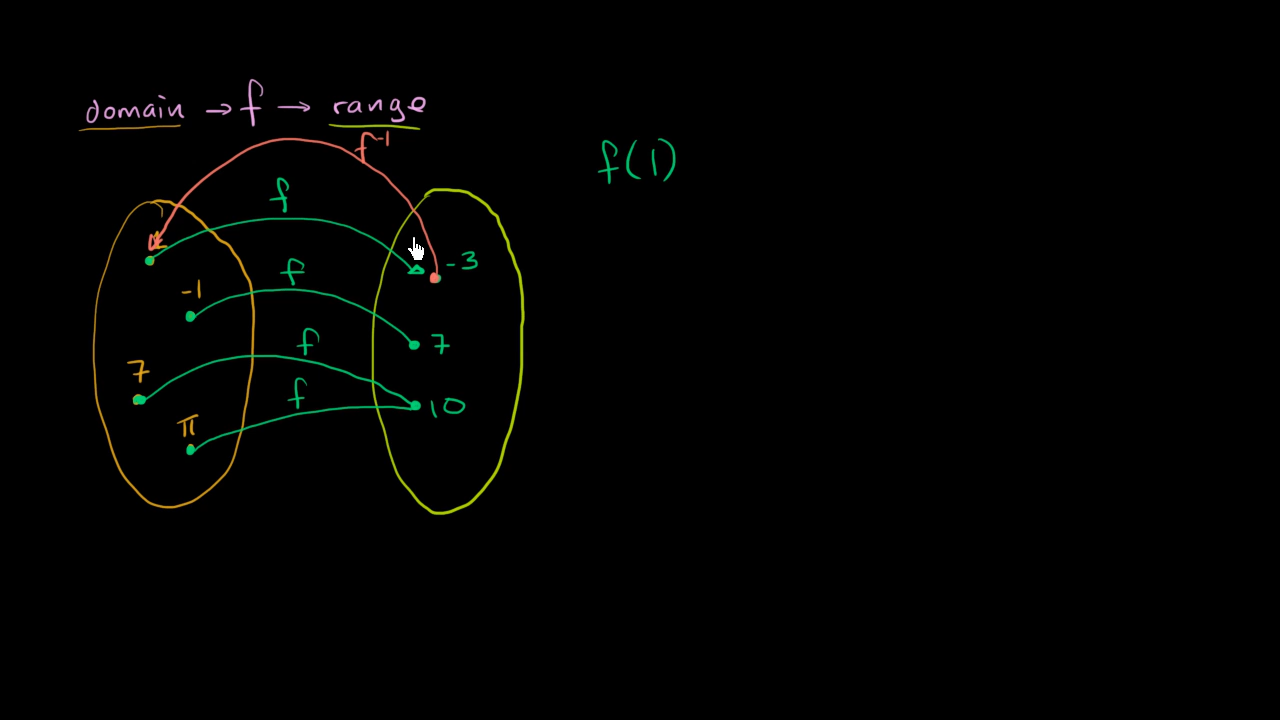 domain → f → range
f⁻¹
f(1)
f
-3
f
-1
7
f
7
f
10
π